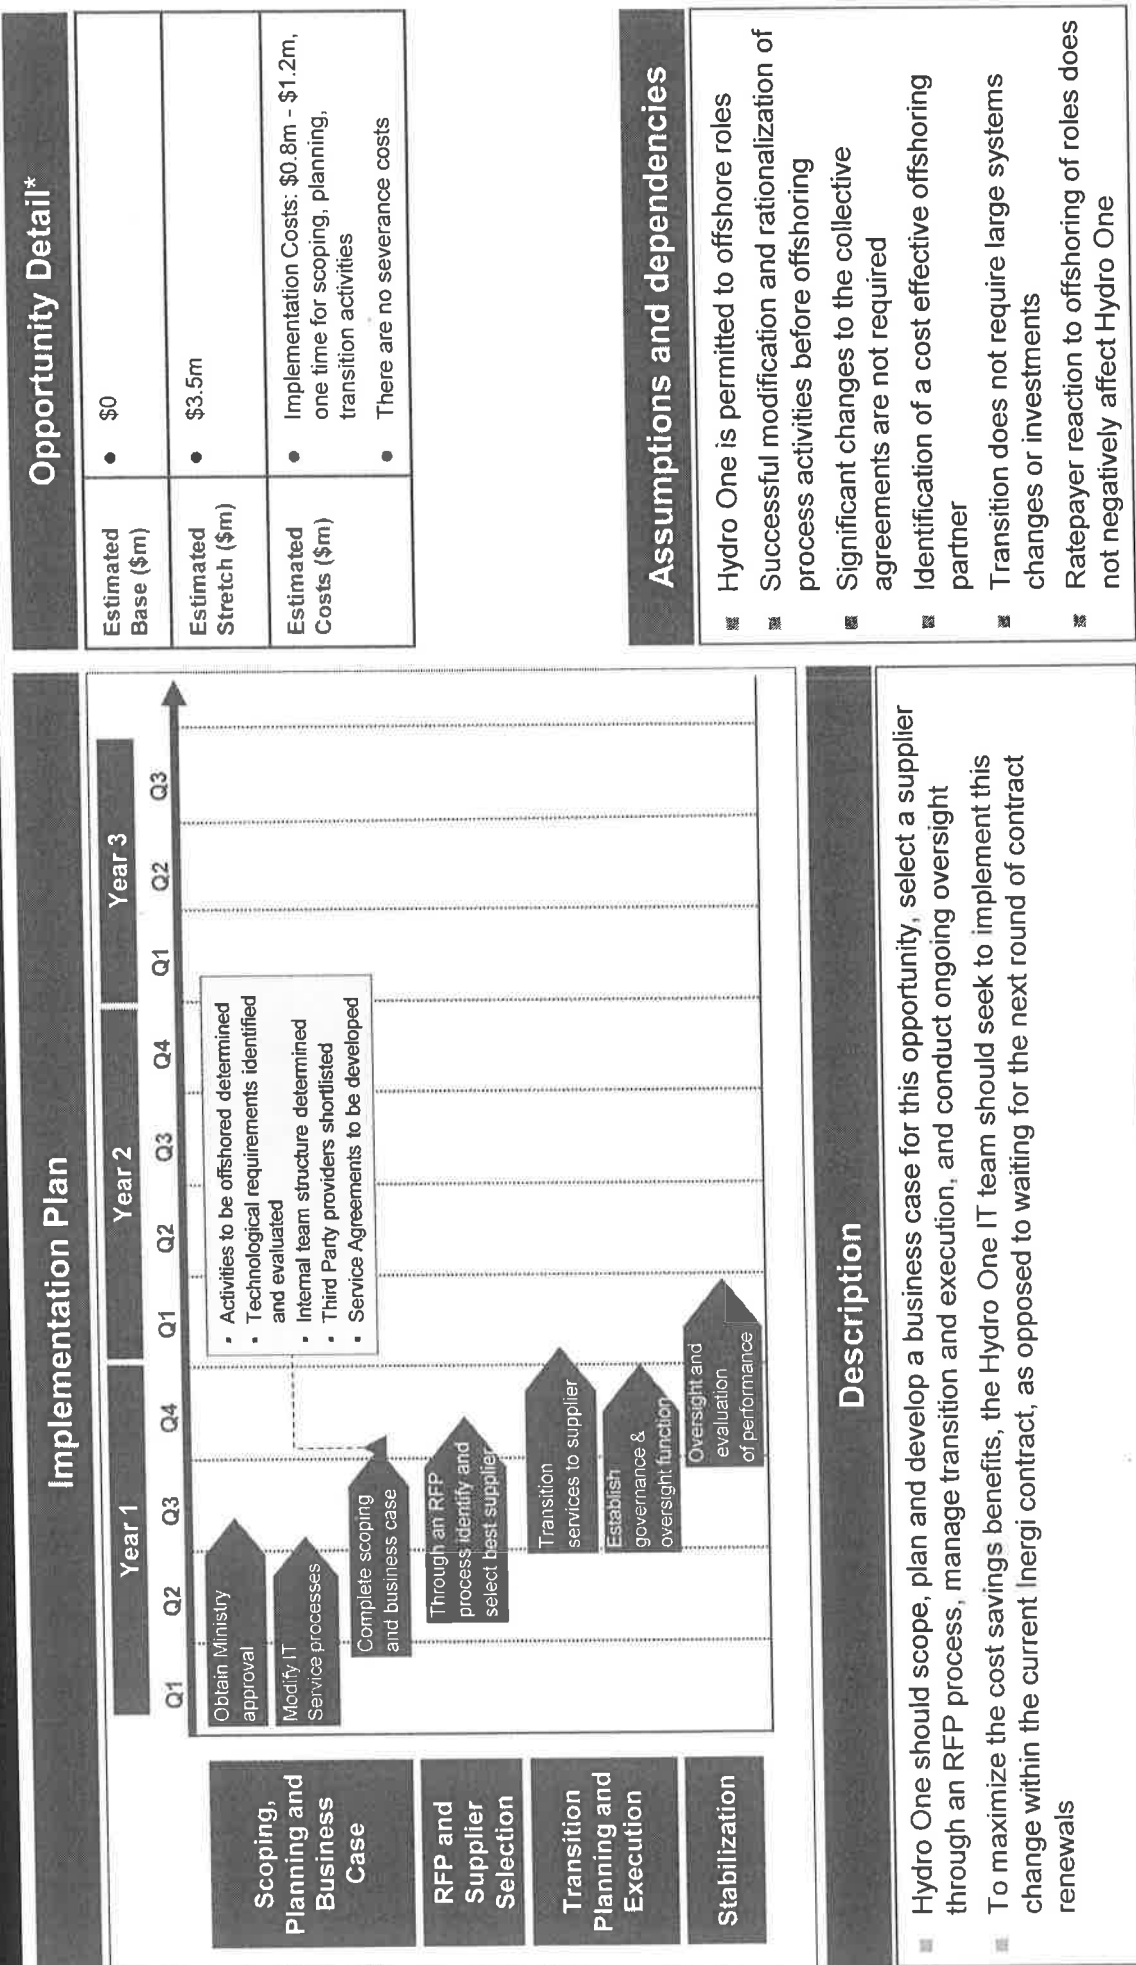 Implementation Plan
Year 1
Year 2
Year 3
Q1
Q2
Q3
Q4
Q1
Q2
Q3
Q4
Q1
Q2
Q3
Scoping,
Planning and
Business
Case
Obtain Ministry
approval
Modify IT
Service processes
Complete scoping
and business case
• Activities to be offshored determined
• Technological requirements identified
and evaluated
• Internal team structure determined
• Third Party providers shortlisted
• Service Agreements to be developed
RFP and
Supplier
Selection
Through an RFP
process identify and
select best supplier
Transition
Planning and
Execution
Transition
services to supplier
Establish
governance &
oversight function
Stabilization
Oversight and
evaluation
of performance
Opportunity Detail*
Estimated
Base ($m)
• $0
Estimated
Stretch ($m)
• $3.5m
Estimated
Costs ($m)
• Implementation Costs: $0.8m - $1.2m,
one time for scoping, planning,
transition activities
• There are no severance costs
Description
Hydro One should scope, plan and develop a business case for this opportunity, select a supplier
through an RFP process, manage transition and execution, and conduct ongoing oversight
To maximize the cost savings benefits, the Hydro One IT team should seek to implement this
change within the current Inergi contract, as opposed to waiting for the next round of contract
renewals
Assumptions and dependencies
Hydro One is permitted to offshore roles
Successful modification and rationalization of
process activities before offshoring
Significant changes to the collective
agreements are not required
Identification of a cost effective offshoring
partner
Transition does not require large systems
changes or investments
Ratepayer reaction to offshoring of roles does
not negatively affect Hydro One